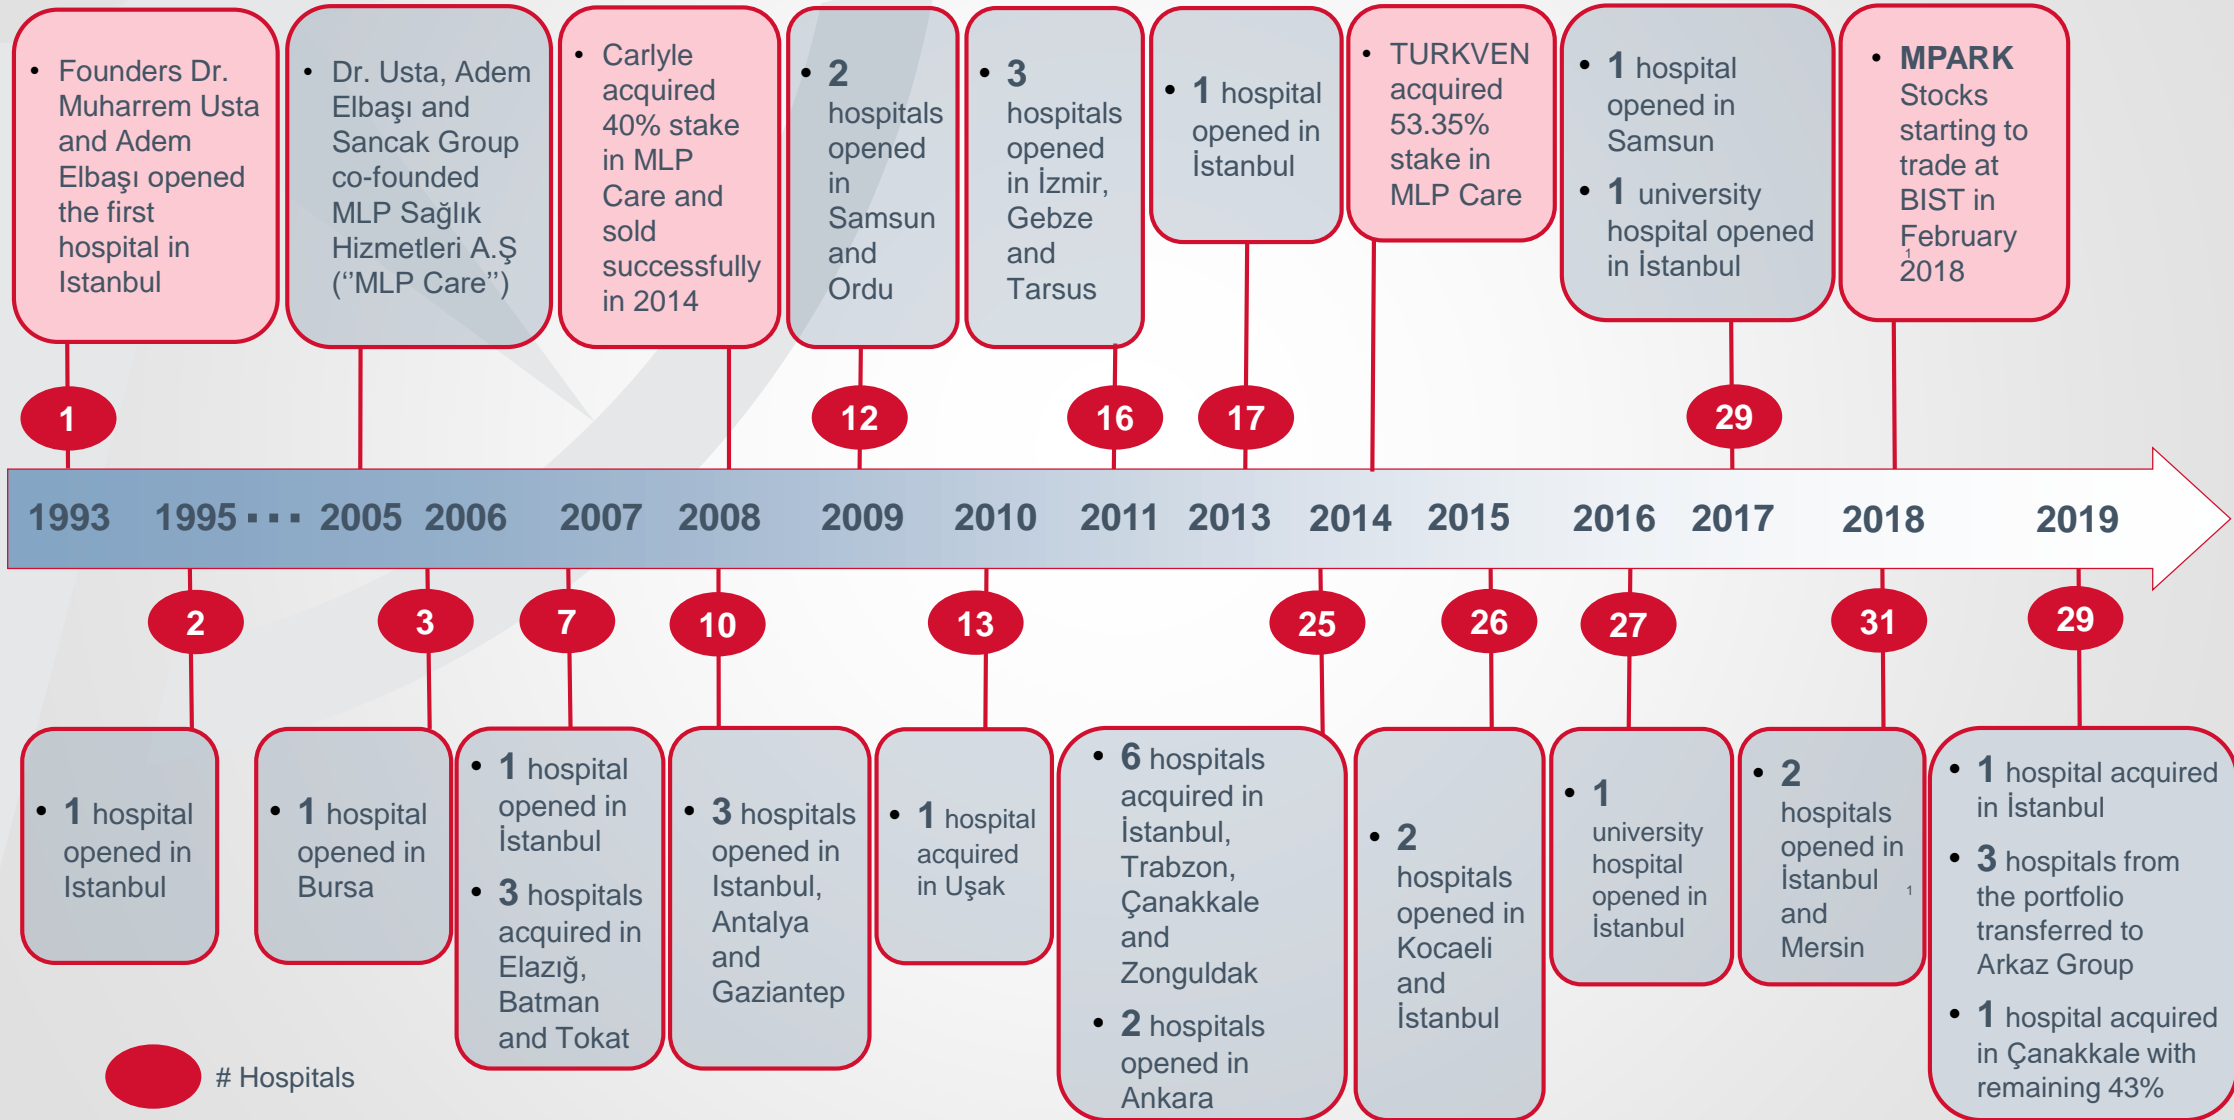 • Founders Dr.
Muharrem Usta
and Adem
Elbaşı opened
the first
hospital in
Istanbul
• Dr. Usta, Adem
Elbaşı and
Sancak Group
co-founded
MLP Sağlık
Hizmetleri A.Ş
(‘’MLP Care’’)
• Carlyle
acquired
40% stake
in MLP
Care and
sold
successfully
in 2014
• 2
hospitals
opened
in
Samsun
and
Ordu
• 3
hospitals
opened
in İzmir,
Gebze
and
Tarsus
• 1 hospital
opened in
İstanbul
• TURKVEN
acquired
53.35%
stake in
MLP Care
• 1 hospital
opened in
Samsun
• 1 university
hospital opened
in İstanbul
• MPARK
Stocks
starting to
trade at
BIST in
February
1
2018
1
12
16
17
29
1993 1995 ... 2005 2006 2007 2008 2009 2010 2011 2013 2014 2015 2016 2017 2018 2019
2
3
7
10
13
25
26
27
31
29
• 1 hospital
opened in
Istanbul
• 1 hospital
opened in
Bursa
• 1 hospital
opened in
İstanbul
• 3 hospitals
acquired in
Elazığ,
Batman
and Tokat
• 3 hospitals
opened in
Istanbul,
Antalya
and
Gaziantep
• 1 hospital
acquired
in Uşak
• 6 hospitals
acquired in
İstanbul,
Trabzon,
Çanakkale
and
Zonguldak
• 2 hospitals
opened in
Ankara
• 2
hospitals
opened in
Kocaeli
and
İstanbul
• 1
university
hospital
opened in
İstanbul
• 2
hospitals
opened in
İstanbul 1
and
Mersin
• 1 hospital acquired
in İstanbul
• 3 hospitals from
the portfolio
transferred to
Arkaz Group
• 1 hospital acquired
in Çanakkale with
remaining 43%
# Hospitals